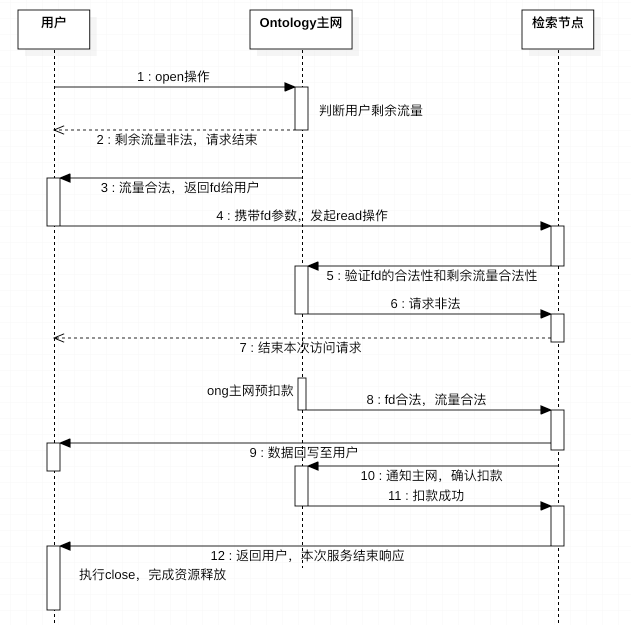 用户
Ontology主网
检索节点
1 : open操作
判断用户剩余流量
2 : 剩余流量非法，请求结束
3 : 流量合法，返回fd给用户
4 : 携带fd参数，发起read操作
5 : 验证fd的合法性和剩余流量合法性
6 : 请求非法
7 : 结束本次访问请求
ong主网预扣款
8 : fd合法，流量合法
9 : 数据回写至用户
10 : 通知主网，确认扣款
11 : 扣款成功
12 : 返回用户，本次服务结束响应
执行close，完成资源释放